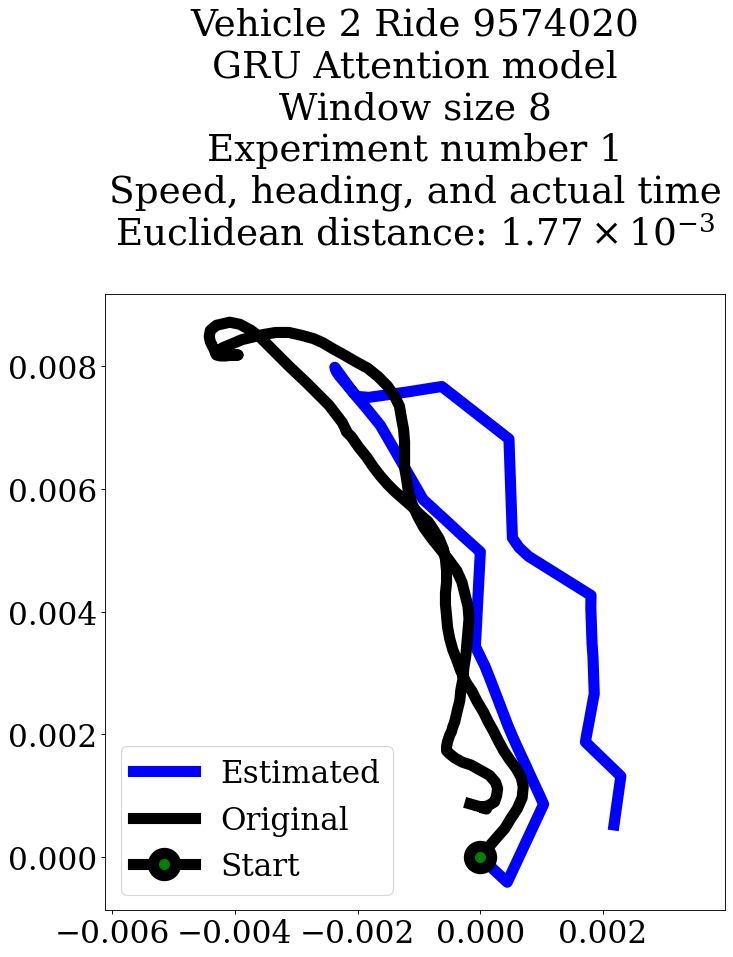 Vehicle 2 Ride 9574020
GRU Attention model
Window size 8
Experiment number 1
Speed, heading, and actual time
Euclidean distance: 1.77 × 10⁻³
0.008
0.006
0.004
0.002
0.000
Estimated
Original
Start
−0.006 −0.004 −0.002 0.000 0.002